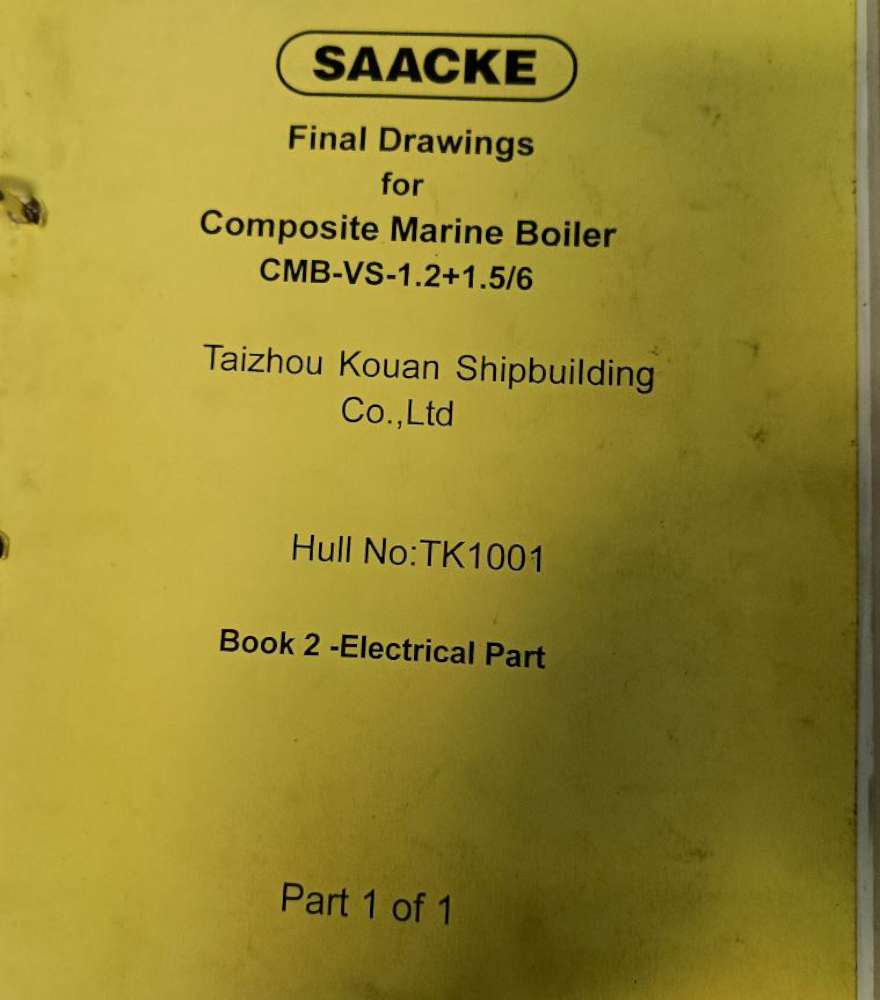 SAACKE
Final Drawings
for
Composite Marine Boiler
CMB-VS-1.2+1.5/6
Taizhou Kouan Shipbuilding
Co.,Ltd
Hull No:TK1001
Book 2 -Electrical Part
Part 1 of 1